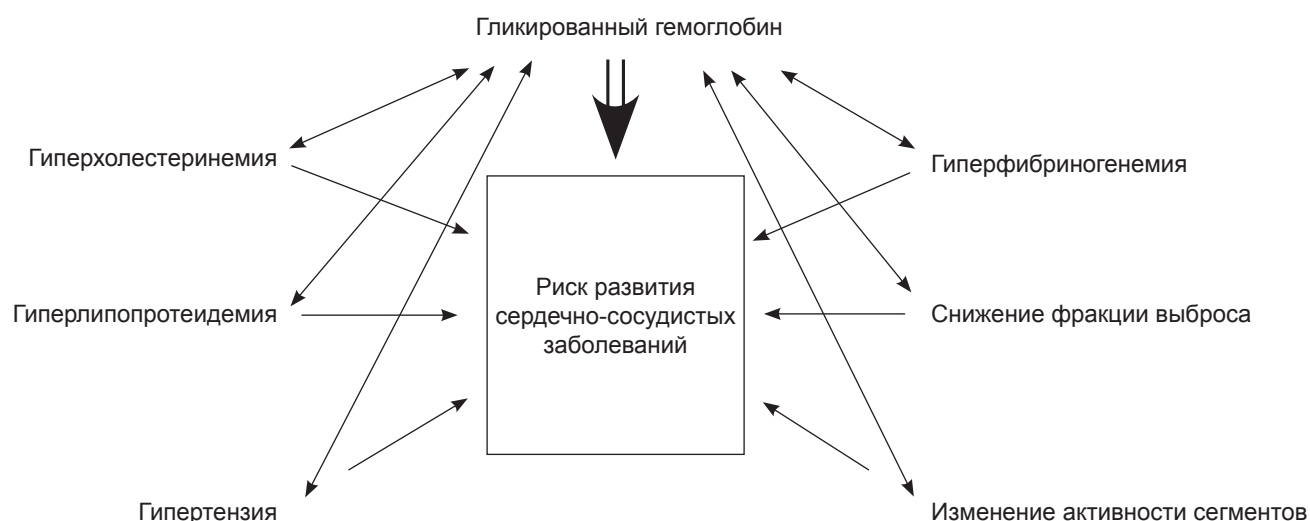 Гликированный гемоглобин
Гиперхолестеринемия
Гиперфибриногенемия
Риск развития
сердечно-сосудистых
заболеваний
Гиперлипопротеидемия
Снижение фракции выброса
Гипертензия
Изменение активности сегментов